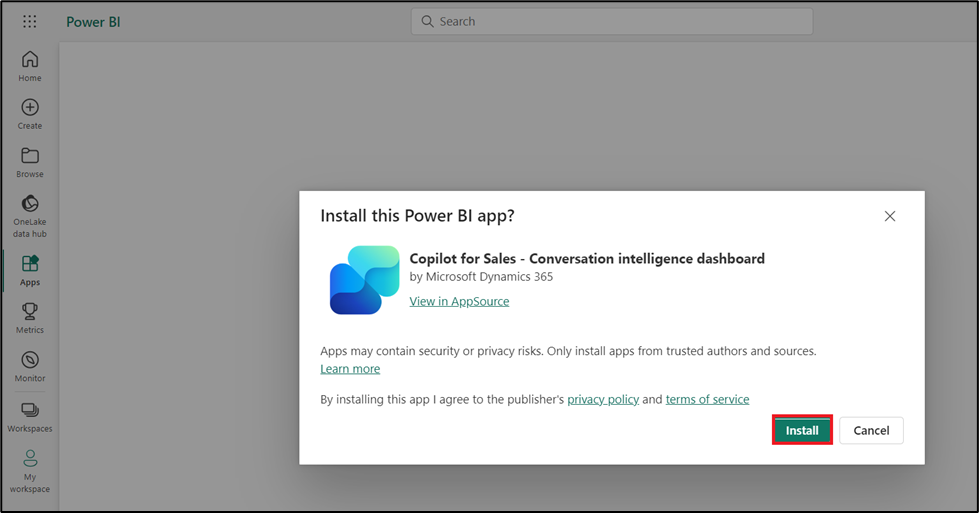 Power BI
Search
Home
Create
Browse
OneLake
data hub
Apps
Metrics
Monitor
Workspaces
My
workspace
Install this Power BI app?
Copilot for Sales - Conversation intelligence dashboard
by Microsoft Dynamics 365
View in AppSource
Apps may contain security or privacy risks. Only install apps from trusted authors and sources.
Learn more
By installing this app I agree to the publisher's privacy policy and terms of service
Install
Cancel